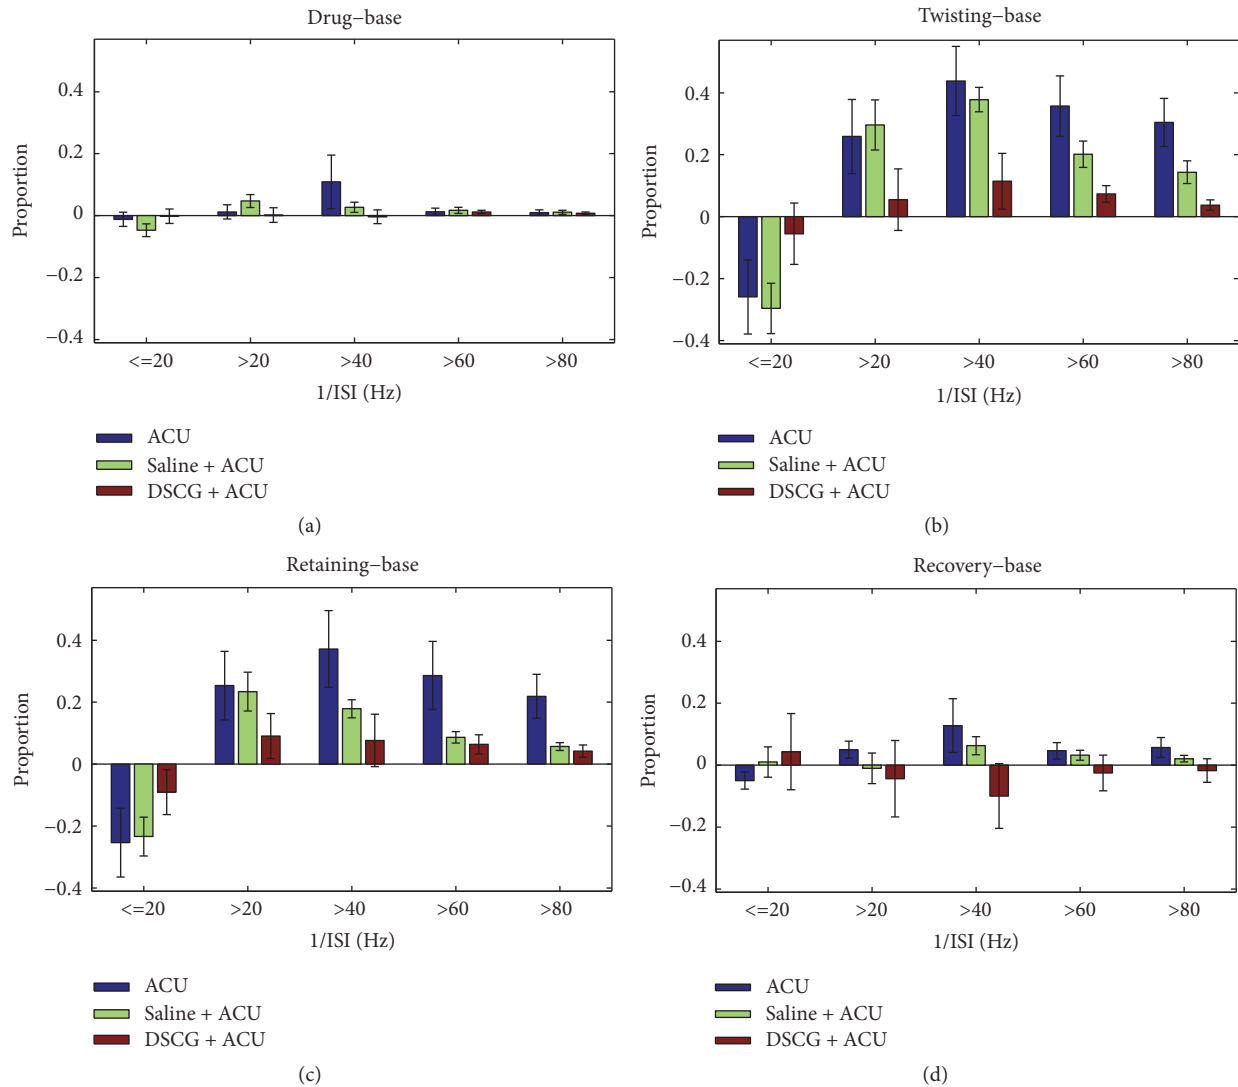 Drug−base
Proportion
0.4
0.2
0
−0.2
−0.4
<=20 >20 >40 >60 >80
1/ISI (Hz)
ACU
Saline + ACU
DSCG + ACU
(a)
Twisting−base
Proportion
0.4
0.2
0
−0.2
−0.4
<=20 >20 >40 >60 >80
1/ISI (Hz)
ACU
Saline + ACU
DSCG + ACU
(b)
Retaining−base
Proportion
0.4
0.2
0
−0.2
−0.4
<=20 >20 >40 >60 >80
1/ISI (Hz)
ACU
Saline + ACU
DSCG + ACU
(c)
Recovery−base
Proportion
0.4
0.2
0
−0.2
−0.4
<=20 >20 >40 >60 >80
1/ISI (Hz)
ACU
Saline + ACU
DSCG + ACU
(d)